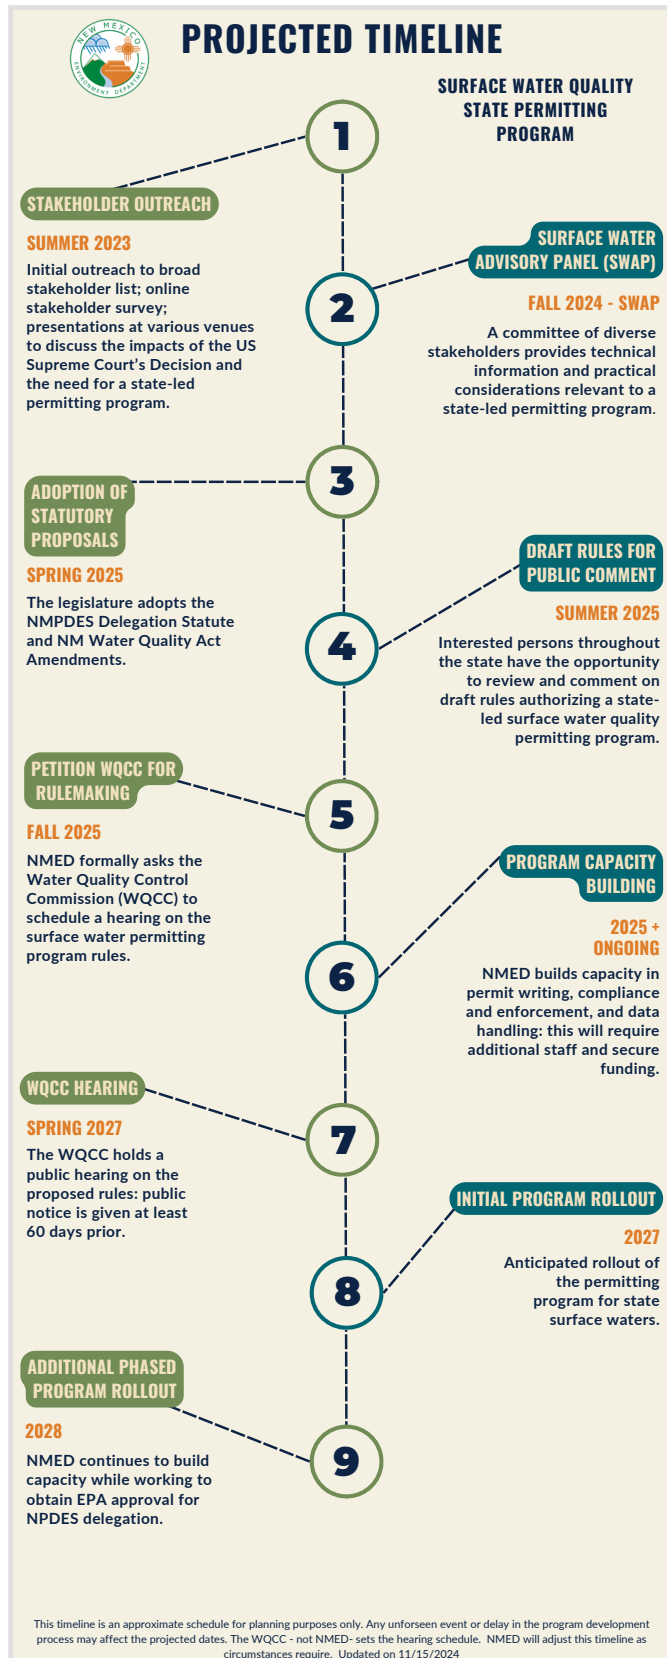 NEW MEXICO
ENVIRONMENT DEPARTMENT
PROJECTED TIMELINE
SURFACE WATER QUALITY
STATE PERMITTING
PROGRAM
1
STAKEHOLDER OUTREACH
SUMMER 2023
Initial outreach to broad
stakeholder list; online
stakeholder survey;
presentations at various venues
to discuss the impacts of the US
Supreme Court's Decision and
the need for a state-led
permitting program.
2
SURFACE WATER
ADVISORY PANEL (SWAP)
FALL 2024 - SWAP
A committee of diverse
stakeholders provides technical
information and practical
considerations relevant to a
state-led permitting program.
3
ADOPTION OF
STATUTORY
PROPOSALS
SPRING 2025
The legislature adopts the
NMPDES Delegation Statute
and NM Water Quality Act
Amendments.
4
DRAFT RULES FOR
PUBLIC COMMENT
SUMMER 2025
Interested persons throughout
the state have the opportunity
to review and comment on
draft rules authorizing a state-
led surface water quality
permitting program.
5
PETITION WQCC FOR
RULEMAKING
FALL 2025
NMED formally asks the
Water Quality Control
Commission (WQCC) to
schedule a hearing on the
surface water permitting
program rules.
6
PROGRAM CAPACITY
BUILDING
2025 +
ONGOING
NMED builds capacity in
permit writing, compliance
and enforcement, and data
handling: this will require
additional staff and secure
funding.
7
WQCC HEARING
SPRING 2027
The WQCC holds a
public hearing on the
proposed rules: public
notice is given at least
60 days prior.
8
INITIAL PROGRAM ROLLOUT
2027
Anticipated rollout of
the permitting
program for state
surface waters.
9
ADDITIONAL PHASED
PROGRAM ROLLOUT
2028
NMED continues to build
capacity while working to
obtain EPA approval for
NPDES delegation.
This timeline is an approximate schedule for planning purposes only. Any unforseen event or delay in the program development
process may affect the projected dates. The WQCC - not NMED- sets the hearing schedule. NMED will adjust this timeline as
circumstances require. Updated on 11/15/2024